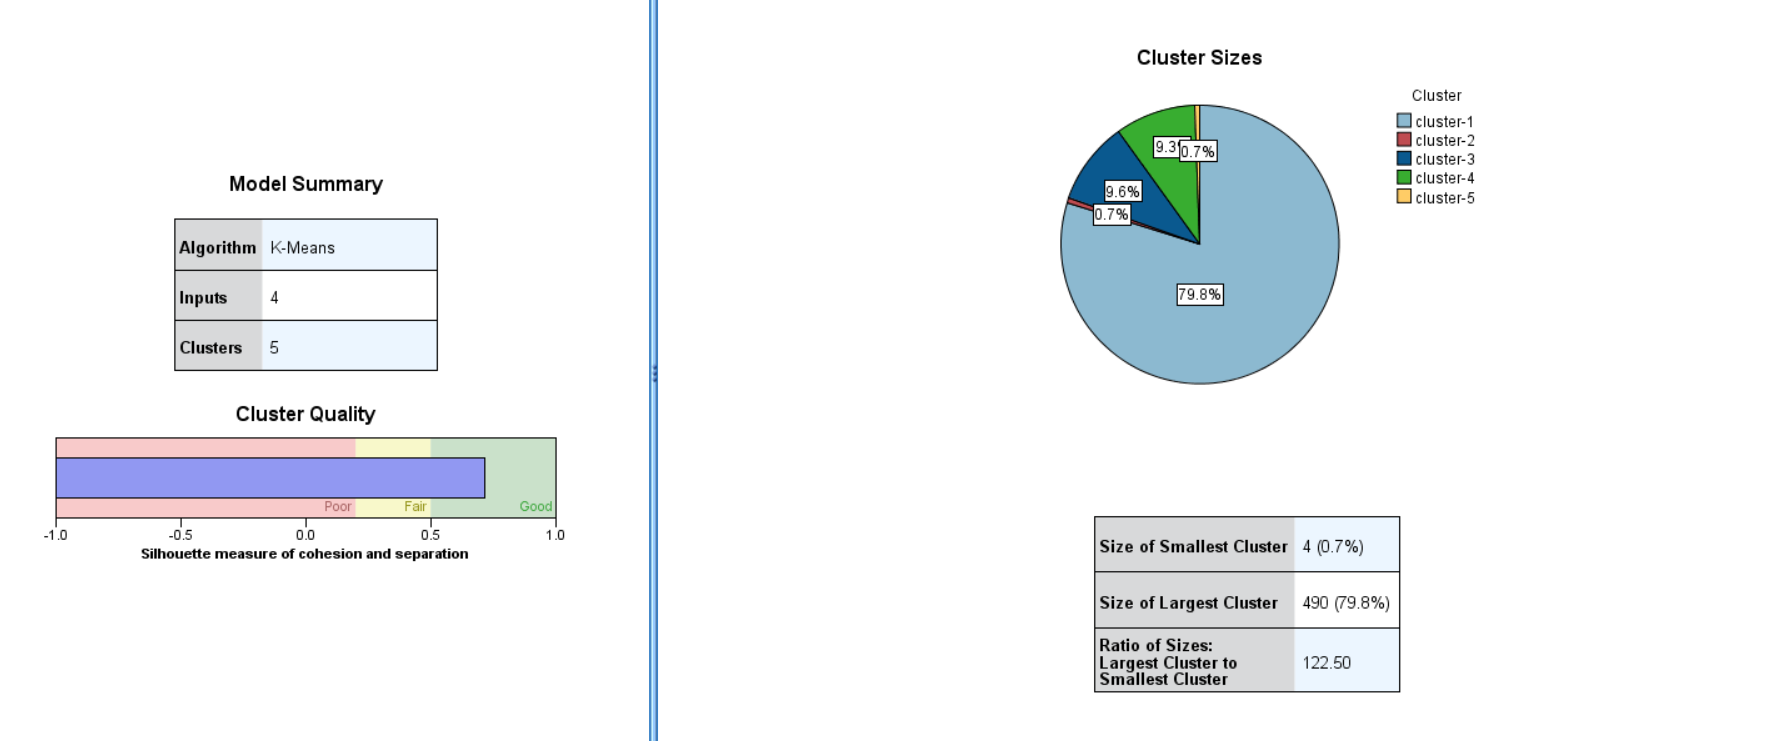 Model Summary
Algorithm K-Means
Inputs 4
Clusters 5
Cluster Quality
Poor Fair Good
-1.0 -0.5 0.0 0.5 1.0
Silhouette measure of cohesion and separation
Cluster Sizes
Cluster
cluster-1
cluster-2
cluster-3
cluster-4
cluster-5
9.3
0.7%
9.6%
0.7%
79.8%
Size of Smallest Cluster 4 (0.7%)
Size of Largest Cluster 490 (79.8%)
Ratio of Sizes:
Largest Cluster to
Smallest Cluster
122.50